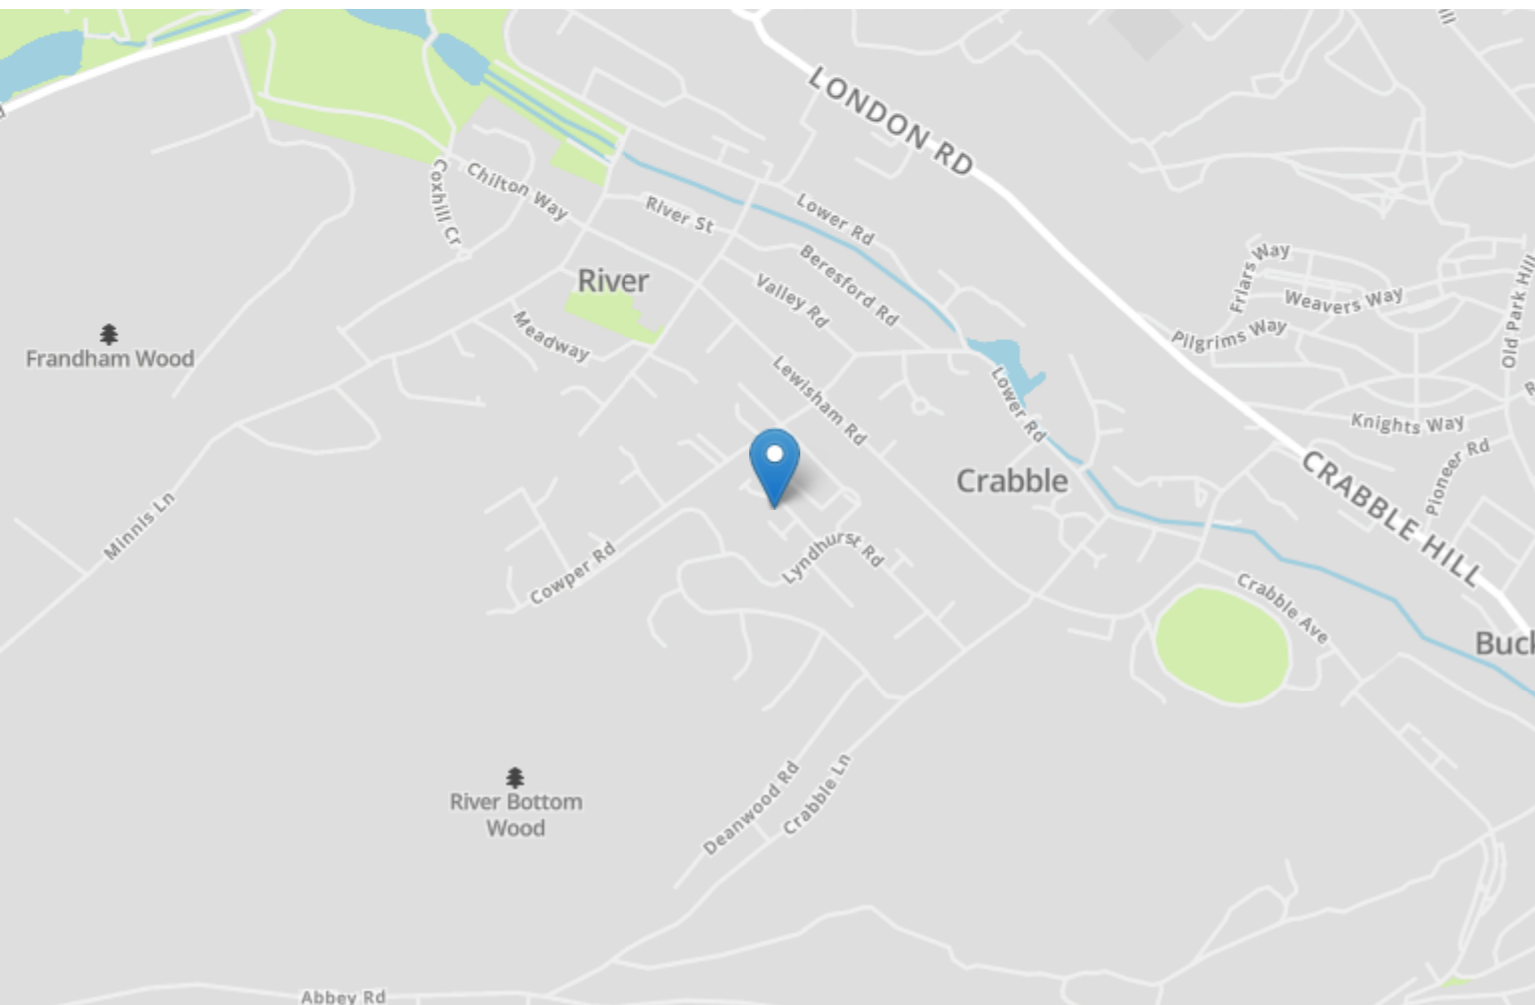 LONDON RD
Coxhill Cr
Chilton Way
River St
Lower Rd
Friars Way
Beresford Rd
River
Valley Rd
Weavers Way
Old Park Hill
Meadway
Pilgrims Way
Frandham Wood
Lewisham Rd
Lower Rd
Knights Way
Pioneer Rd
Crabble
CRABBLE HILL
Minnis Ln
Lyndhurst Rd
Cowper Rd
Crabble Ave
Buck
River Bottom
Wood
Deanwood Rd
Crabble Ln
Abbey Rd